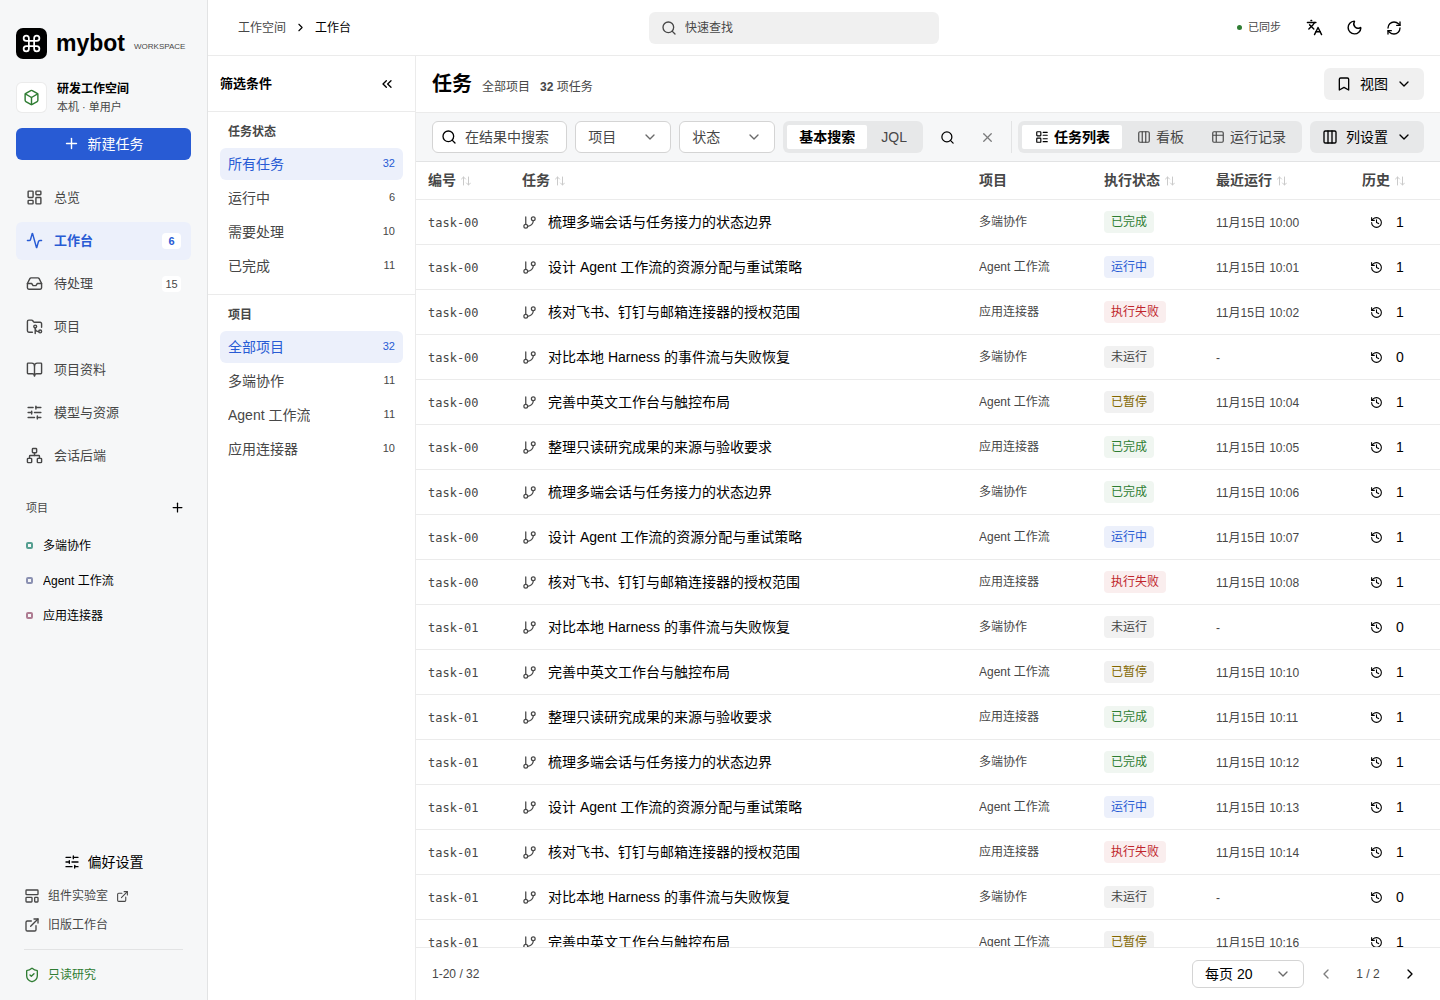 mybot WORKSPACE
研发工作空间
本机 · 单用户
新建任务
总览
工作台 6
待处理 15
项目
项目资料
模型与资源
会话后端
项目
多端协作
Agent 工作流
应用连接器
偏好设置
组件实验室
旧版工作台
只读研究
工作空间 工作台
快速查找
已同步
筛选条件
任务状态
所有任务 32
运行中 6
需要处理 10
已完成 11
项目
全部项目 32
多端协作 11
Agent 工作流 11
应用连接器 10
任务 全部项目 32 项任务
视图
在结果中搜索 项目 状态 基本搜索 JQL 任务列表 看板 运行记录 列设置
编号 任务 项目 执行状态 最近运行 历史
task-00 梳理多端会话与任务接力的状态边界 多端协作 已完成 11月15日 10:00 1
task-00 设计 Agent 工作流的资源分配与重试策略 Agent 工作流 运行中 11月15日 10:01 1
task-00 核对飞书、钉钉与邮箱连接器的授权范围 应用连接器 执行失败 11月15日 10:02 1
task-00 对比本地 Harness 的事件流与失败恢复 多端协作 未运行 - 0
task-00 完善中英文工作台与触控布局 Agent 工作流 已暂停 11月15日 10:04 1
task-00 整理只读研究成果的来源与验收要求 应用连接器 已完成 11月15日 10:05 1
task-00 梳理多端会话与任务接力的状态边界 多端协作 已完成 11月15日 10:06 1
task-00 设计 Agent 工作流的资源分配与重试策略 Agent 工作流 运行中 11月15日 10:07 1
task-00 核对飞书、钉钉与邮箱连接器的授权范围 应用连接器 执行失败 11月15日 10:08 1
task-01 对比本地 Harness 的事件流与失败恢复 多端协作 未运行 - 0
task-01 完善中英文工作台与触控布局 Agent 工作流 已暂停 11月15日 10:10 1
task-01 整理只读研究成果的来源与验收要求 应用连接器 已完成 11月15日 10:11 1
task-01 梳理多端会话与任务接力的状态边界 多端协作 已完成 11月15日 10:12 1
task-01 设计 Agent 工作流的资源分配与重试策略 Agent 工作流 运行中 11月15日 10:13 1
task-01 核对飞书、钉钉与邮箱连接器的授权范围 应用连接器 执行失败 11月15日 10:14 1
task-01 对比本地 Harness 的事件流与失败恢复 多端协作 未运行 - 0
task-01 完善中英文工作台与触控布局 Agent 工作流 已暂停 11月15日 10:16 1
1-20 / 32 每页 20 1 / 2